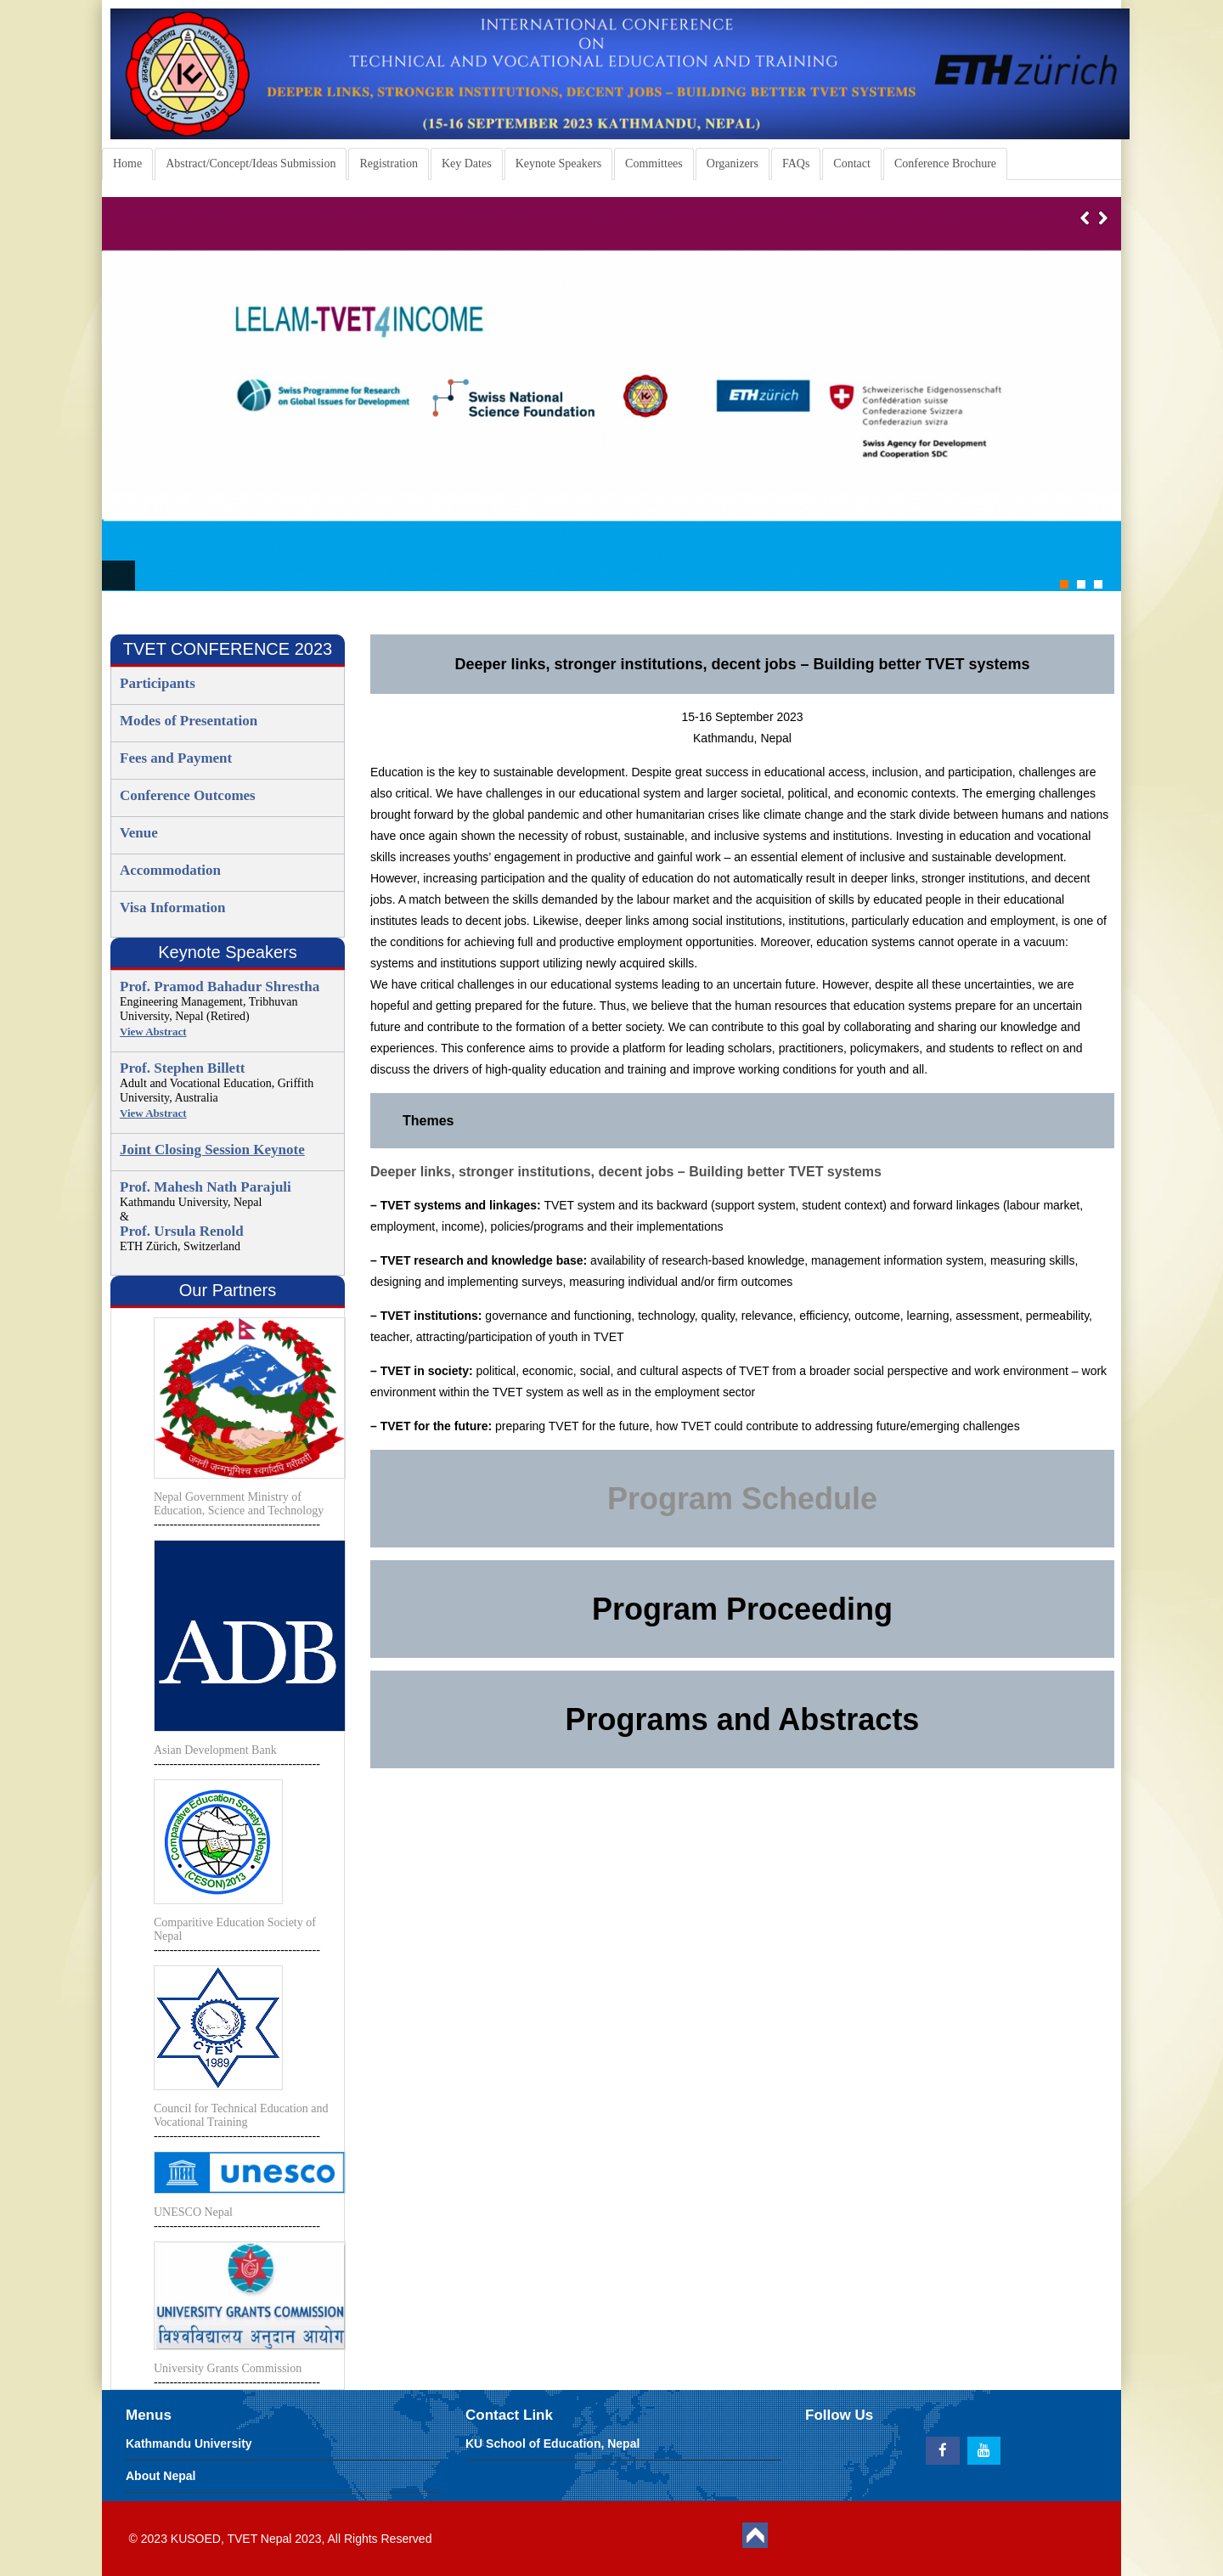 INTERNATIONAL CONFERENCE
ON
TECHNICAL AND VOCATIONAL EDUCATION AND TRAINING
DEEPER LINKS, STRONGER INSTITUTIONS, DECENT JOBS – BUILDING BETTER TVET SYSTEMS
(15-16 SEPTEMBER 2023 KATHMANDU, NEPAL)
ETH zürich
Home
Abstract/Concept/Ideas Submission
Registration
Key Dates
Keynote Speakers
Committees
Organizers
FAQs
Contact
Conference Brochure
LELAM-TVET4INCOME
Swiss Programme for Research
on Global Issues for Development
Swiss National
Science Foundation
ETH zürich
Schweizerische Eidgenossenschaft
Confédération suisse
Confederazione Svizzera
Confederaziun svizra
Swiss Agency for Development
and Cooperation SDC
TVET CONFERENCE 2023
Participants
Modes of Presentation
Fees and Payment
Conference Outcomes
Venue
Accommodation
Visa Information
Keynote Speakers
Prof. Pramod Bahadur Shrestha
Engineering Management, Tribhuvan
University, Nepal (Retired)
View Abstract
Prof. Stephen Billett
Adult and Vocational Education, Griffith
University, Australia
View Abstract
Joint Closing Session Keynote
Prof. Mahesh Nath Parajuli
Kathmandu University, Nepal
&
Prof. Ursula Renold
ETH Zürich, Switzerland
Our Partners
जननी जन्मभूमिश्च स्वर्गादपि गरीयसी
Nepal Government Ministry of
Education, Science and Technology
------------------------------------------
ADB
Asian Development Bank
------------------------------------------
Comparative Education Society of Nepal
(CESON)2013
Comparitive Education Society of
Nepal
------------------------------------------
CTEVT
1989
Council for Technical Education and
Vocational Training
------------------------------------------
unesco
UNESCO Nepal
------------------------------------------
UNIVERSITY GRANTS COMMISSION
विश्वविद्यालय अनुदान आयोग
University Grants Commission
------------------------------------------
Deeper links, stronger institutions, decent jobs – Building better TVET systems
15-16 September 2023
Kathmandu, Nepal
Education is the key to sustainable development. Despite great success in educational access, inclusion, and participation, challenges are
also critical. We have challenges in our educational system and larger societal, political, and economic contexts. The emerging challenges
brought forward by the global pandemic and other humanitarian crises like climate change and the stark divide between humans and nations
have once again shown the necessity of robust, sustainable, and inclusive systems and institutions. Investing in education and vocational
skills increases youths' engagement in productive and gainful work – an essential element of inclusive and sustainable development.
However, increasing participation and the quality of education do not automatically result in deeper links, stronger institutions, and decent
jobs. A match between the skills demanded by the labour market and the acquisition of skills by educated people in their educational
institutes leads to decent jobs. Likewise, deeper links among social institutions, institutions, particularly education and employment, is one of
the conditions for achieving full and productive employment opportunities. Moreover, education systems cannot operate in a vacuum:
systems and institutions support utilizing newly acquired skills.
We have critical challenges in our educational systems leading to an uncertain future. However, despite all these uncertainties, we are
hopeful and getting prepared for the future. Thus, we believe that the human resources that education systems prepare for an uncertain
future and contribute to the formation of a better society. We can contribute to this goal by collaborating and sharing our knowledge and
experiences. This conference aims to provide a platform for leading scholars, practitioners, policymakers, and students to reflect on and
discuss the drivers of high-quality education and training and improve working conditions for youth and all.
Themes
Deeper links, stronger institutions, decent jobs – Building better TVET systems
– TVET systems and linkages: TVET system and its backward (support system, student context) and forward linkages (labour market,
employment, income), policies/programs and their implementations
– TVET research and knowledge base: availability of research-based knowledge, management information system, measuring skills,
designing and implementing surveys, measuring individual and/or firm outcomes
– TVET institutions: governance and functioning, technology, quality, relevance, efficiency, outcome, learning, assessment, permeability,
teacher, attracting/participation of youth in TVET
– TVET in society: political, economic, social, and cultural aspects of TVET from a broader social perspective and work environment – work
environment within the TVET system as well as in the employment sector
– TVET for the future: preparing TVET for the future, how TVET could contribute to addressing future/emerging challenges
Program Schedule
Program Proceeding
Programs and Abstracts
Menus
Kathmandu University
About Nepal
Contact Link
KU School of Education, Nepal
Follow Us
You
Tube
© 2023 KUSOED, TVET Nepal 2023, All Rights Reserved